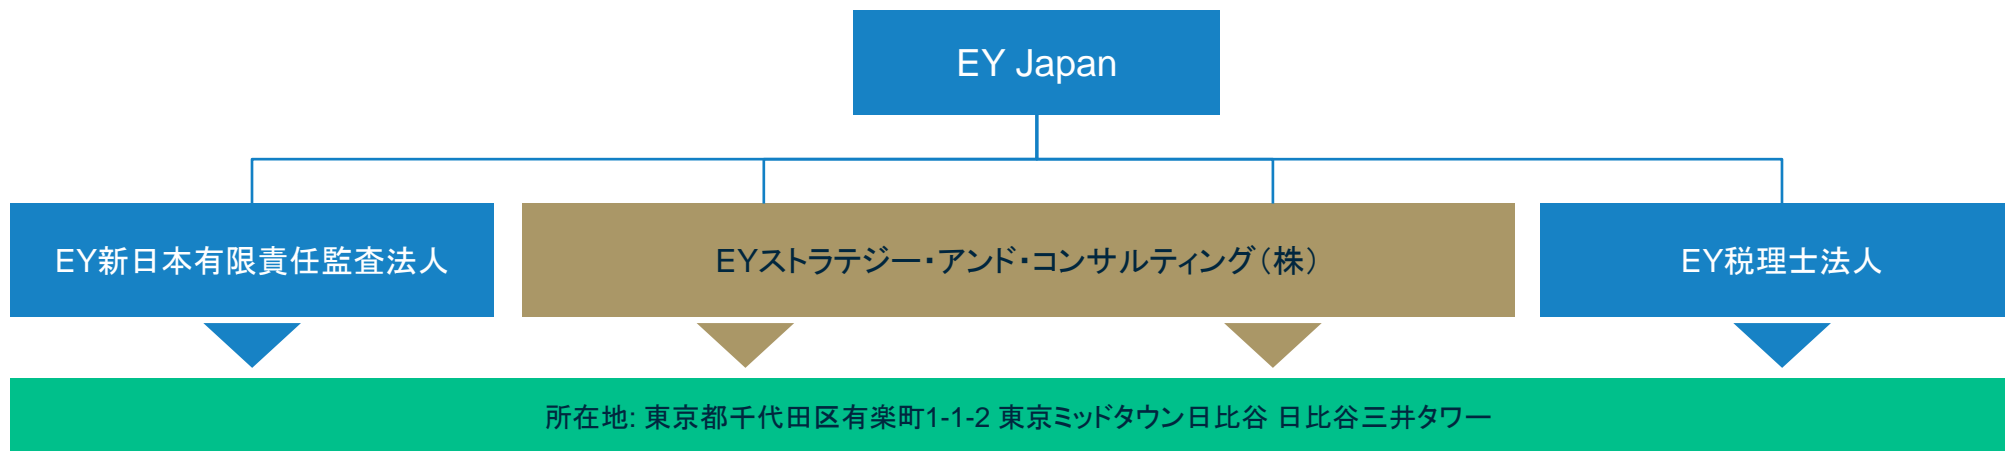 EY Japan
EY新日本有限責任監査法人
EYストラテジー・アンド・コンサルティング（株）
EY税理士法人
所在地: 東京都千代田区有楽町1-1-2 東京ミッドタウン日比谷 日比谷三井タワー